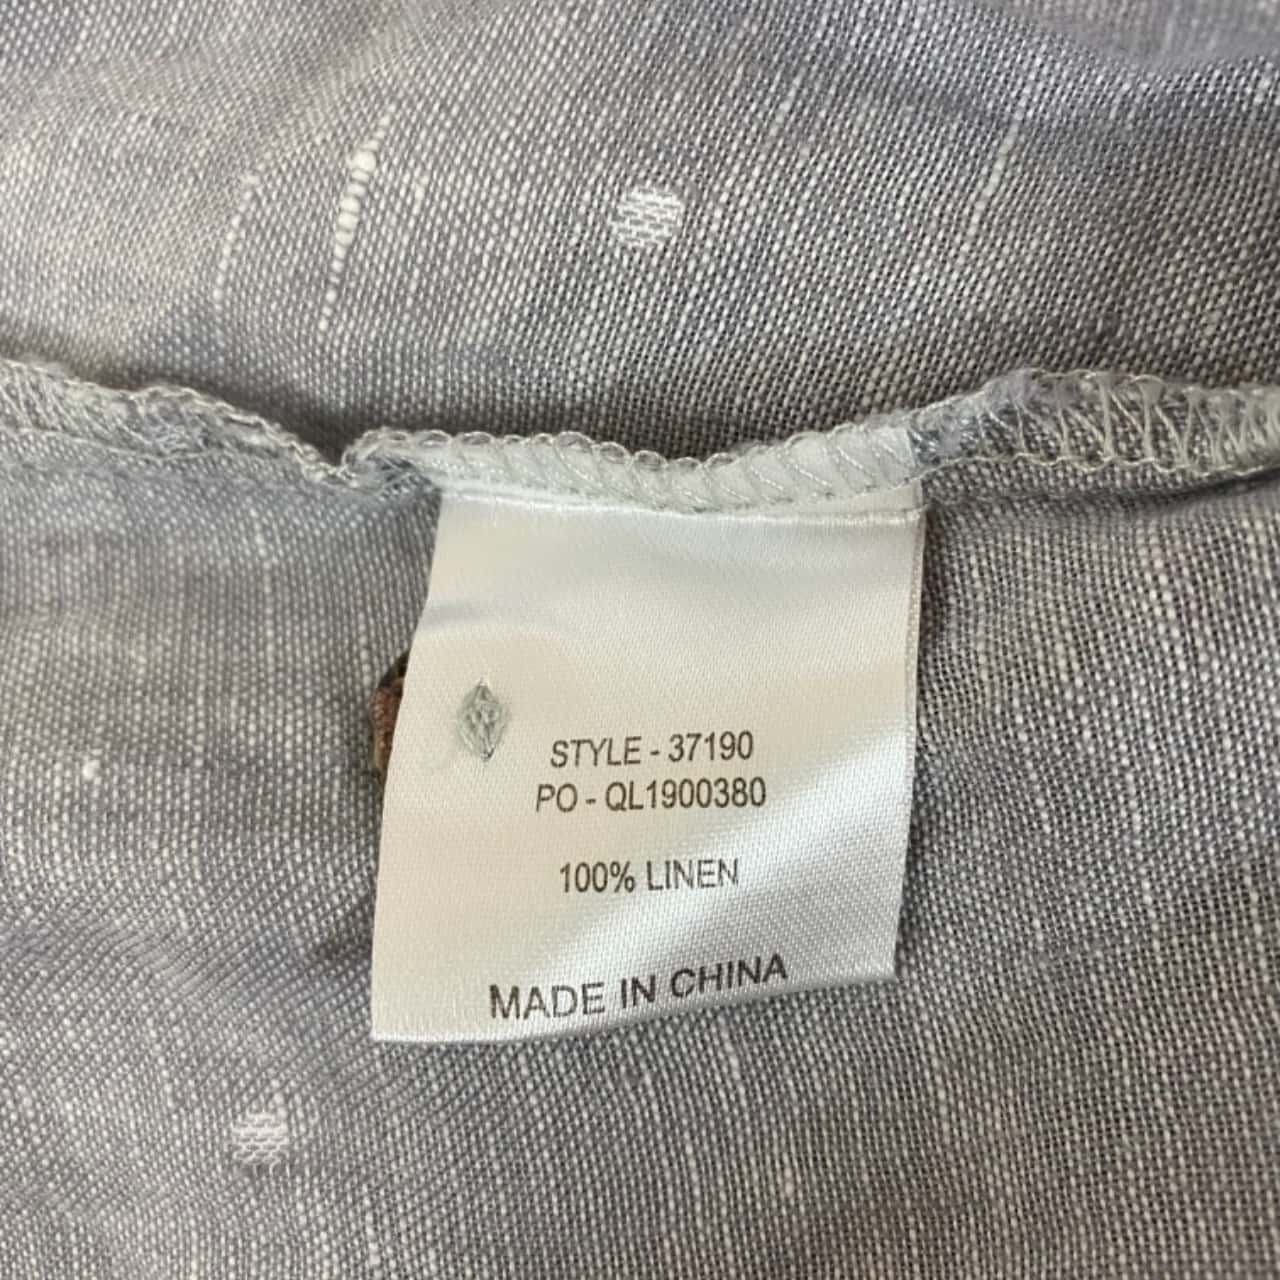 STYLE - 37190
PO - QL1900380
100% LINEN
MADE IN CHINA